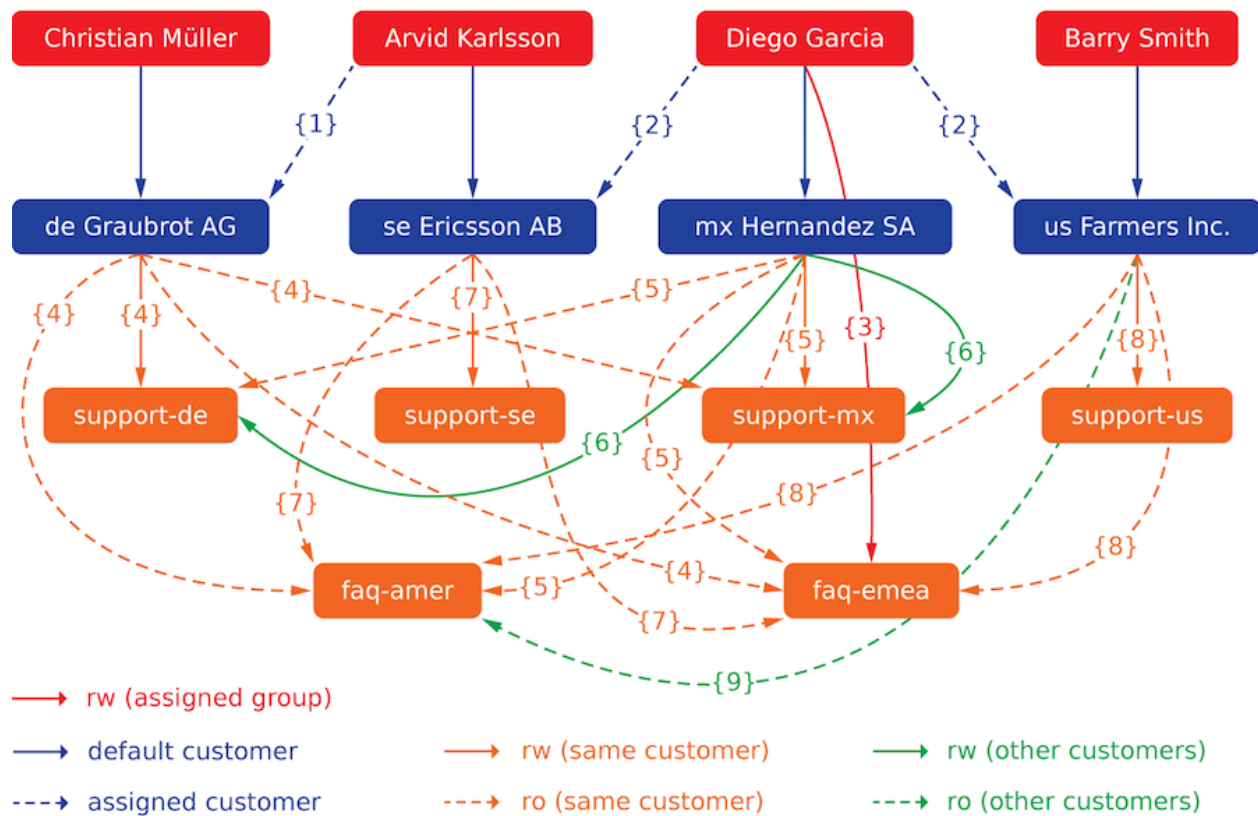 Christian Müller Arvid Karlsson Diego Garcia Barry Smith
{1} {2} {2}
de Graubrot AG se Ericsson AB mx Hernandez SA us Farmers Inc.
{4} {4} {4} {7} {5} {5} {3} {6} {8}
support-de support-se support-mx support-us
{6} {5}
{7} {8} {8}
{4} {5}
faq-amer faq-emea
{7}
{9}
rw (assigned group)
default customer rw (same customer) rw (other customers)
assigned customer ro (same customer) ro (other customers)